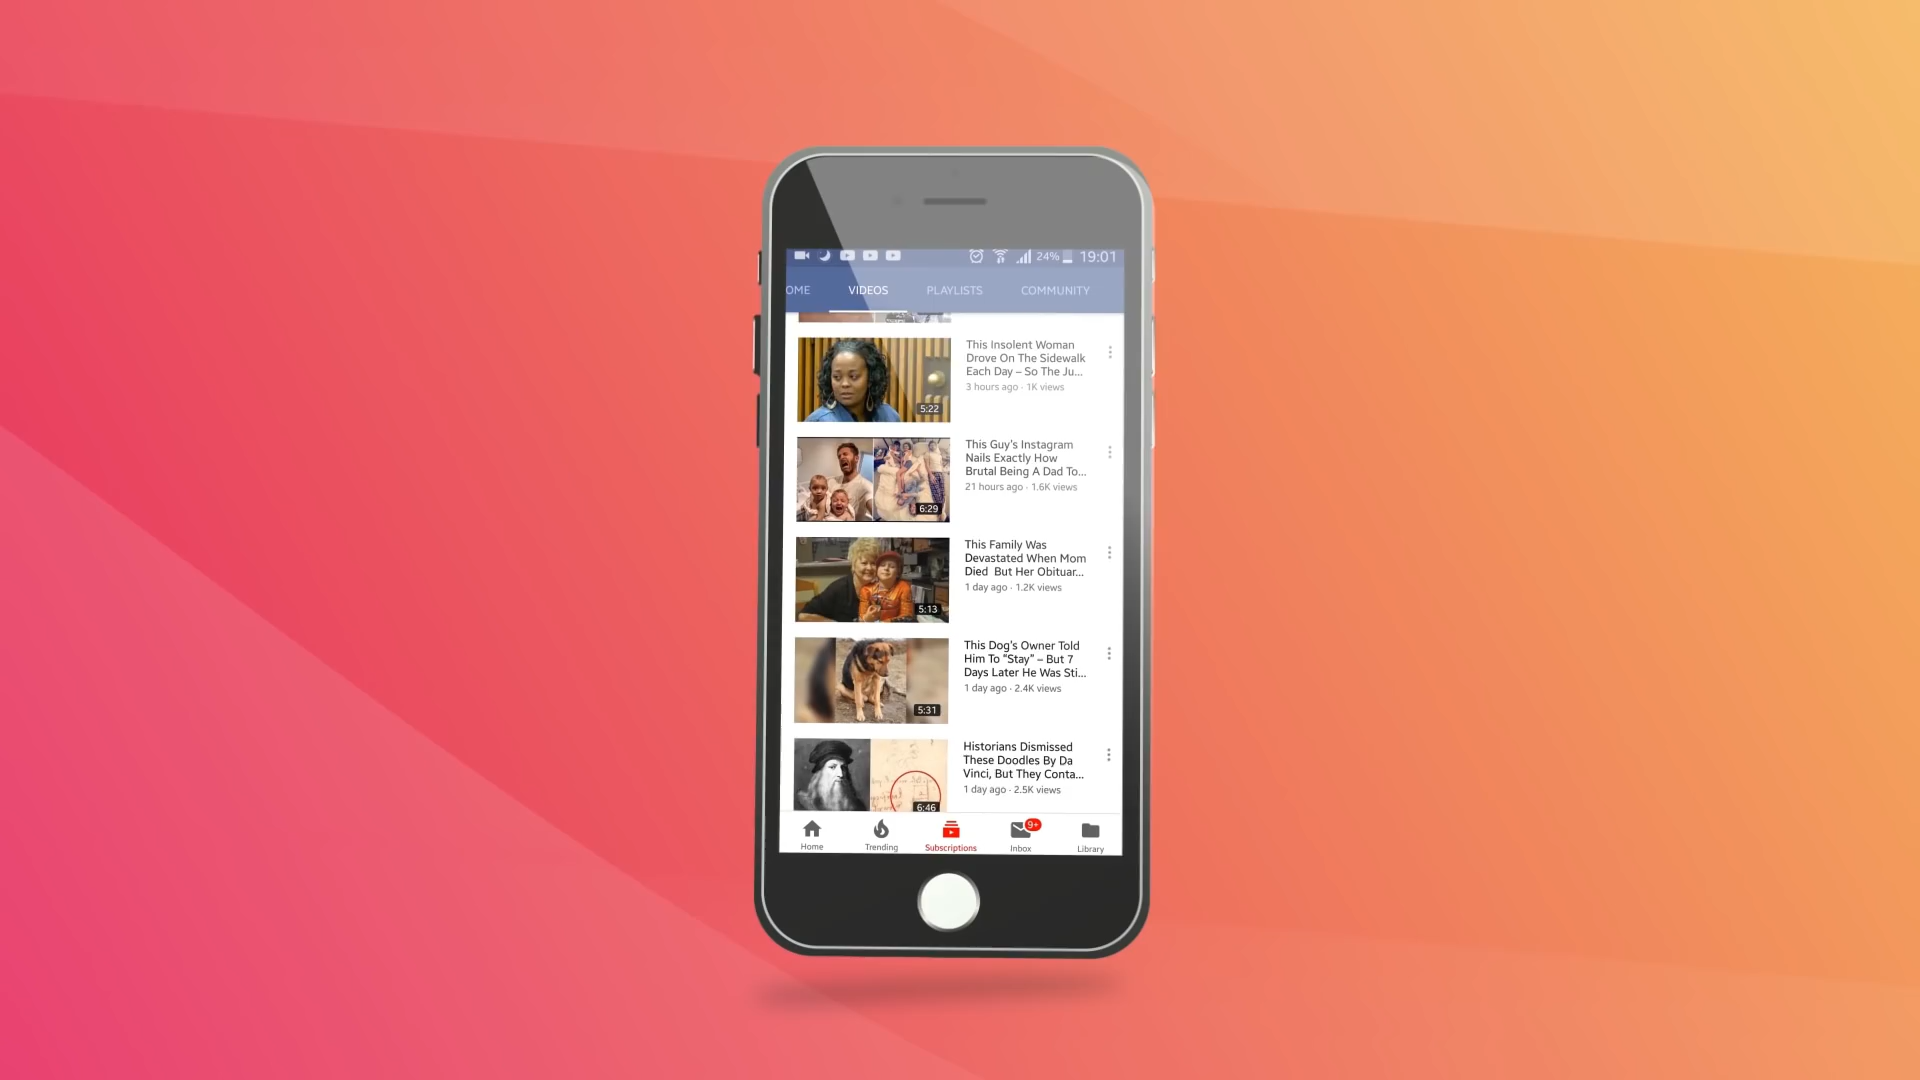 24% 19:01
OME VIDEOS PLAYLISTS COMMUNITY
This Insolent Woman
Drove On The Sidewalk
Each Day – So The Ju...
3 hours ago · 1K views
5:22
This Guy's Instagram
Nails Exactly How
Brutal Being A Dad To...
21 hours ago · 1.6K views
6:29
This Family Was
Devastated When Mom
Died But Her Obituar...
1 day ago · 1.2K views
5:13
This Dog's Owner Told
Him To "Stay" – But 7
Days Later He Was Sti...
1 day ago · 2.4K views
5:31
Historians Dismissed
These Doodles By Da
Vinci, But They Conta...
1 day ago · 2.5K views
6:46
9+
Home Trending Subscriptions Inbox Library